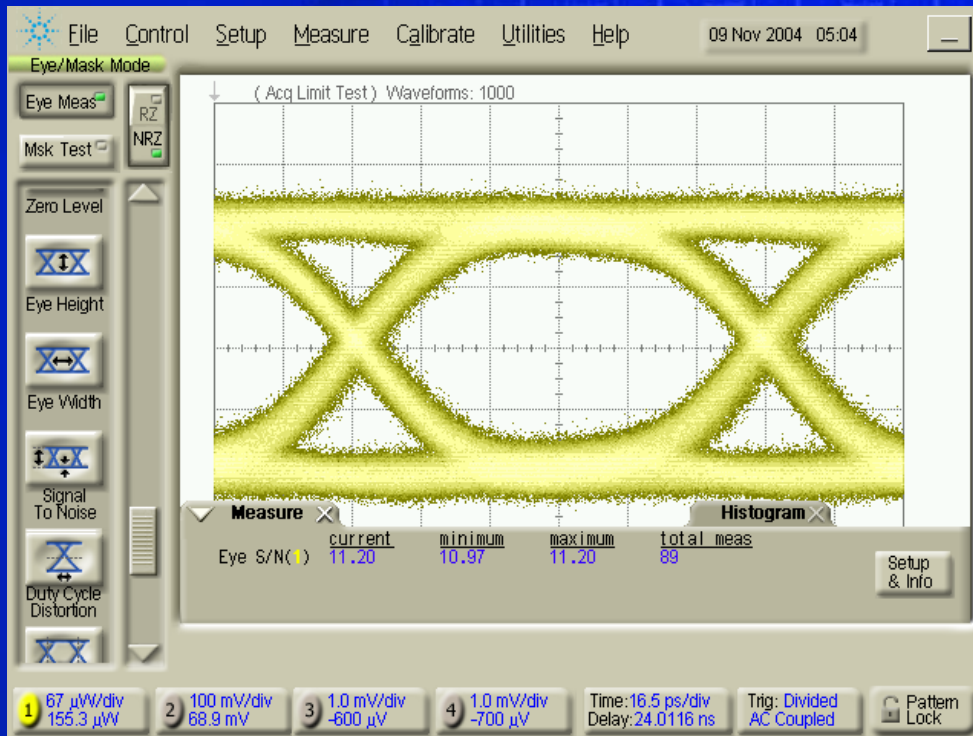 File Control Setup Measure Calibrate Utilities Help 09 Nov 2004 05:04
Eye/Mask Mode
Eye Meas
RZ
NRZ
Msk Test
( Acq Limit Test ) Waveforms: 1000
Zero Level
Eye Height
Eye Width
Signal
To Noise
Duty Cycle
Distortion
Measure Histogram
current minimum maximum total meas
Eye S/N(1) 11.20 10.97 11.20 89
Setup
& Info
1 67 µW/div
155.3 µW
2 100 mV/div
68.9 mV
3 1.0 mV/div
-600 µV
4 1.0 mV/div
-700 µV
Time:16.5 ps/div
Delay:24.0116 ns
Trig: Divided
AC Coupled
Pattern
Lock